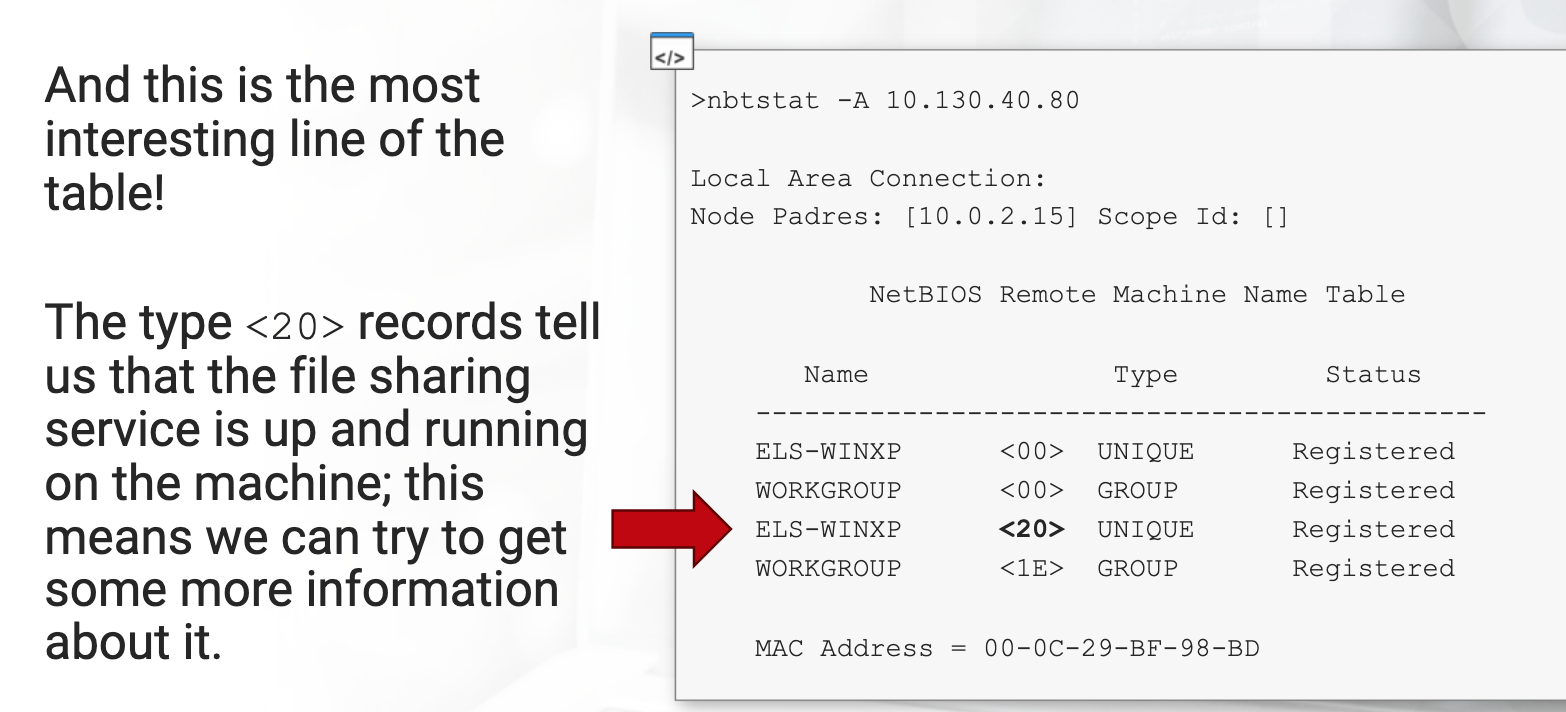 And this is the most
interesting line of the
table!
The type <20> records tell
us that the file sharing
service is up and running
on the machine; this
means we can try to get
some more information
about it.
</>
>nbtstat -A 10.130.40.80
Local Area Connection:
Node Padres: [10.0.2.15] Scope Id: []
NetBIOS Remote Machine Name Table
Name Type Status
---------------------------------------------
ELS-WINXP <00> UNIQUE Registered
WORKGROUP <00> GROUP Registered
ELS-WINXP <20> UNIQUE Registered
WORKGROUP <1E> GROUP Registered
MAC Address = 00-0C-29-BF-98-BD